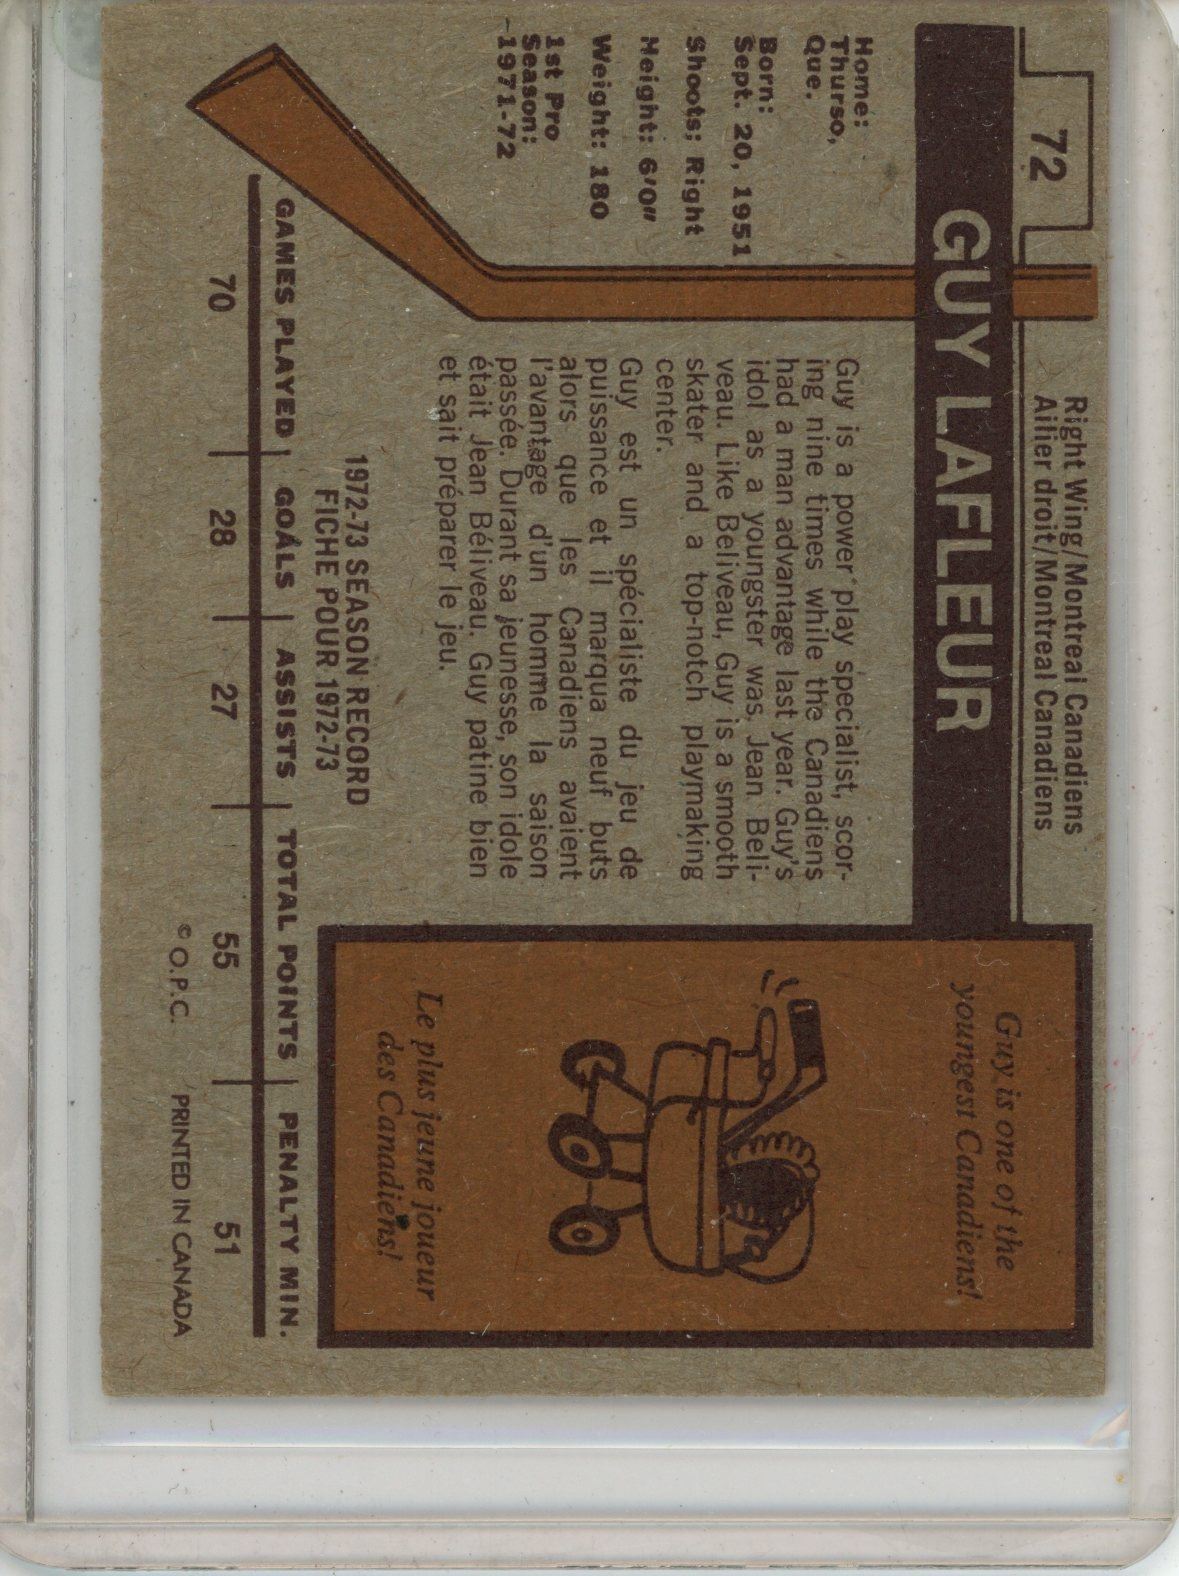 72
Right Wing/Montreal Canadiens
Ailier droit/Montreal Canadiens
GUY LAFLEUR
Home:
Thurso,
Que.
Born:
Sept. 20, 1951
Shoots: Right
Height: 6'0"
Weight: 180
1st Pro
Season:
1971-72
Guy is a power play specialist, scor-
ing nine times while the Canadiens
had a man advantage last year. Guy's
idol as a youngster was, Jean Beli-
veau. Like Beliveau, Guy is a smooth
skater and a top-notch playmaking
center.
Guy est un spécialiste du jeu de
puissance et il marqua neuf buts
alors que les Canadiens avaient
l'avantage d'un homme la saison
passée. Durant sa jeunesse, son idole
était Jean Béliveau. Guy patine bien
et sait préparer le jeu.
Guy is one of the
youngest Canadiens!
Le plus jeune joueur
des Canadiens!
1972-73 SEASON RECORD
FICHE POUR 1972-73
GAMES PLAYED GOALS ASSISTS TOTAL POINTS PENALTY MIN.
70 28 27 55 51
© O.P.C. PRINTED IN CANADA